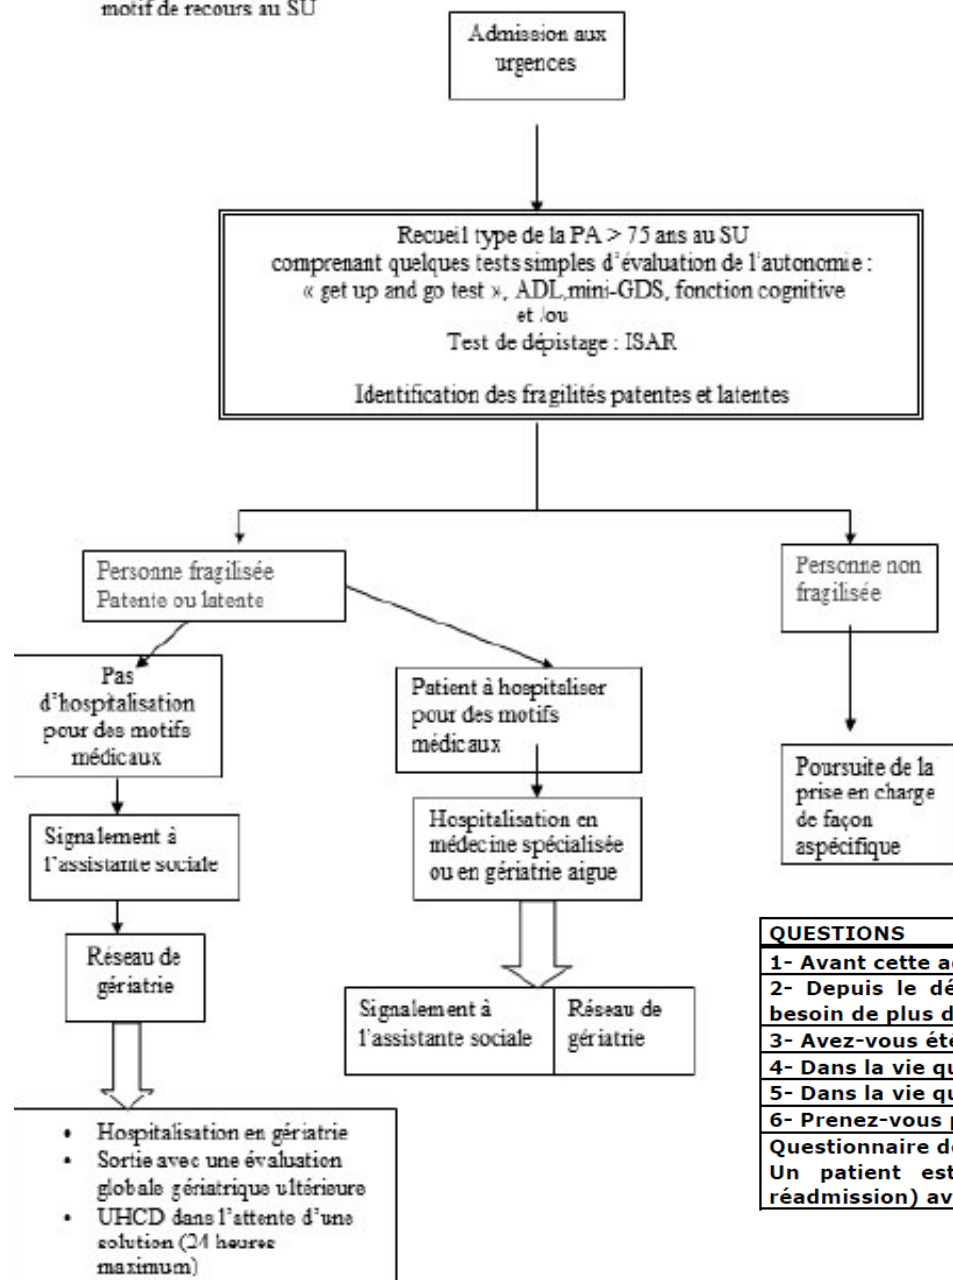 motif de recours au SU
Admission aux
urgences
Recueil type de la PA > 75 ans au SU
comprenant quelques tests simples d'évaluation de l'autonomie :
« get up and go test », ADL,mini-GDS, fonction cognitive
et /ou
Test de dépistage : ISAR
Identification des fragilités patentes et latentes
Personne fragilisée
Patente ou latente
Personne non
fragilisée
Pas
d'hospitalisation
pour des motifs
médicaux
Patient à hospitaliser
pour des motifs
médicaux
Poursuite de la
prise en charge
de façon
aspécifique
Signalement à
l'assistante sociale
Hospitalisation en
médecine spécialisée
ou en gériatrie aigue
Réseau de
gériatrie
Signalement à
l'assistante sociale
Réseau de
gériatrie
• Hospitalisation en gériatrie
• Sortie avec une évaluation
globale gériatrique ultérieure
• UHCD dans l'attente d'une
solution (24 heures
maximum)
QUESTIONS
1- Avant cette a
2- Depuis le dé
besoin de plus d
3- Avez-vous été
4- Dans la vie qu
5- Dans la vie qu
6- Prenez-vous p
Questionnaire d
Un patient est
réadmission) av